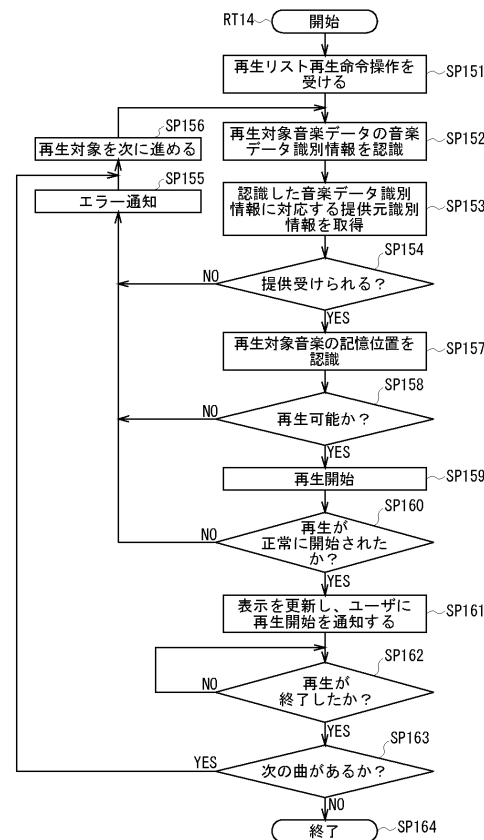 RT14
開始
再生リスト再生命令操作を
受ける
SP151
SP156
再生対象を次に進める
再生対象音楽データの音楽
データ識別情報を認識
SP152
SP155
エラー通知
認識した音楽データ識別
情報に対応する提供元識別
情報を取得
SP153
SP154
NO
提供受けられる?
YES
再生対象音楽の記憶位置を
認識
SP157
SP158
NO
再生可能か?
YES
再生開始
SP159
SP160
NO
再生が
正常に開始された
か?
YES
表示を更新し、ユーザに
再生開始を通知する
SP161
SP162
NO
再生が
終了したか?
YES
SP163
YES
次の曲があるか?
NO
終了
SP164